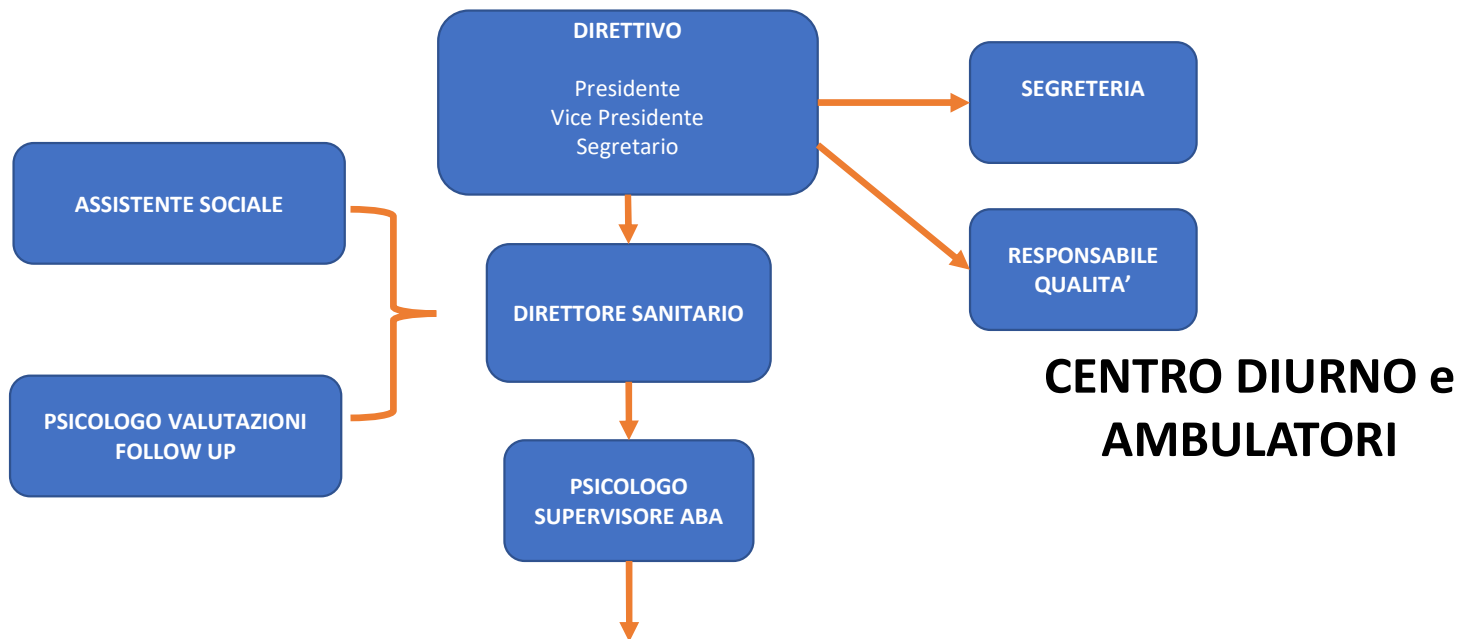 DIRETTIVO
Presidente
Vice Presidente
Segretario
SEGRETERIA
ASSISTENTE SOCIALE
RESPONSABILE
QUALITA’
DIRETTORE SANITARIO
CENTRO DIURNO e
AMBULATORI
PSICOLOGO VALUTAZIONI
FOLLOW UP
PSICOLOGO
SUPERVISORE ABA